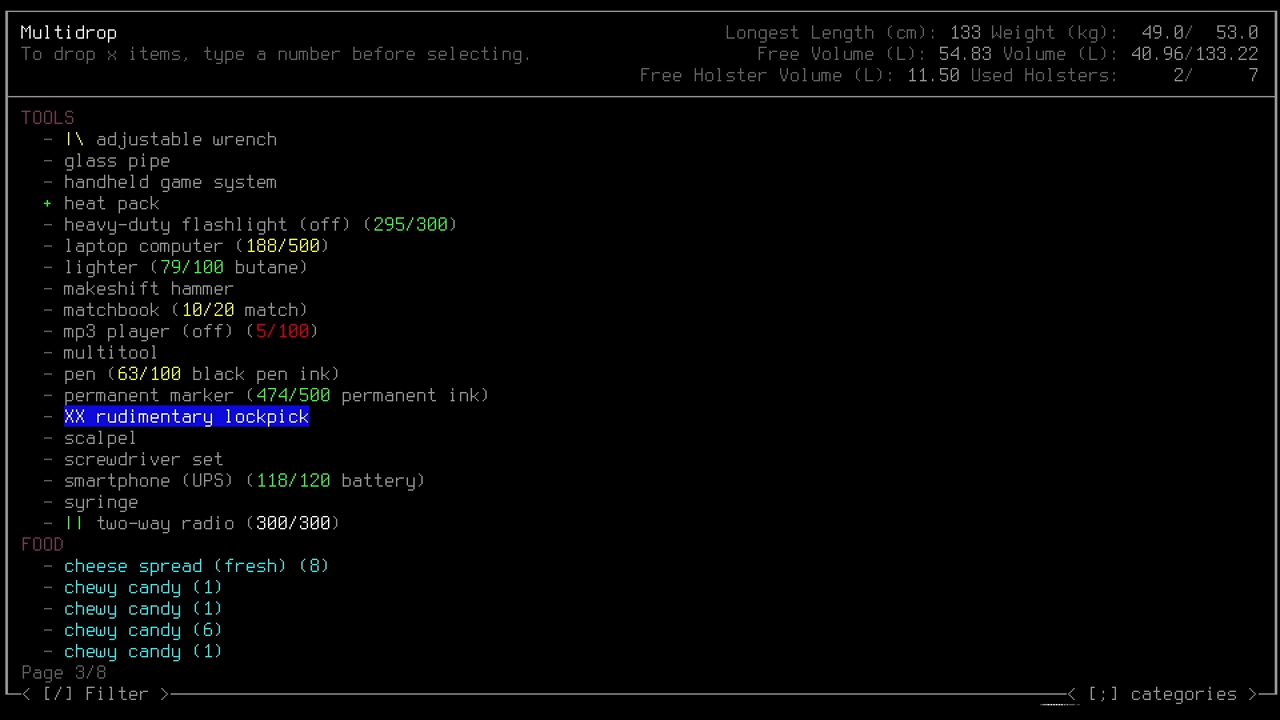 Multidrop
Longest Length (cm): 133 Weight (kg): 49.0/ 53.0
To drop x items, type a number before selecting.
Free Volume (L): 54.83 Volume (L): 40.96/133.22
Free Holster Volume (L): 11.50 Used Holsters: 2/ 7
TOOLS
- |\ adjustable wrench
- glass pipe
- handheld game system
+ heat pack
- heavy-duty flashlight (off) (295/300)
- laptop computer (188/500)
- lighter (79/100 butane)
- makeshift hammer
- matchbook (10/20 match)
- mp3 player (off) (5/100)
- multitool
- pen (63/100 black pen ink)
- permanent marker (474/500 permanent ink)
- XX rudimentary lockpick
- scalpel
- screwdriver set
- smartphone (UPS) (118/120 battery)
- syringe
- || two-way radio (300/300)
FOOD
- cheese spread (fresh) (8)
- chewy candy (1)
- chewy candy (1)
- chewy candy (6)
- chewy candy (1)
Page 3/8
< [/] Filter >
< [;] categories >